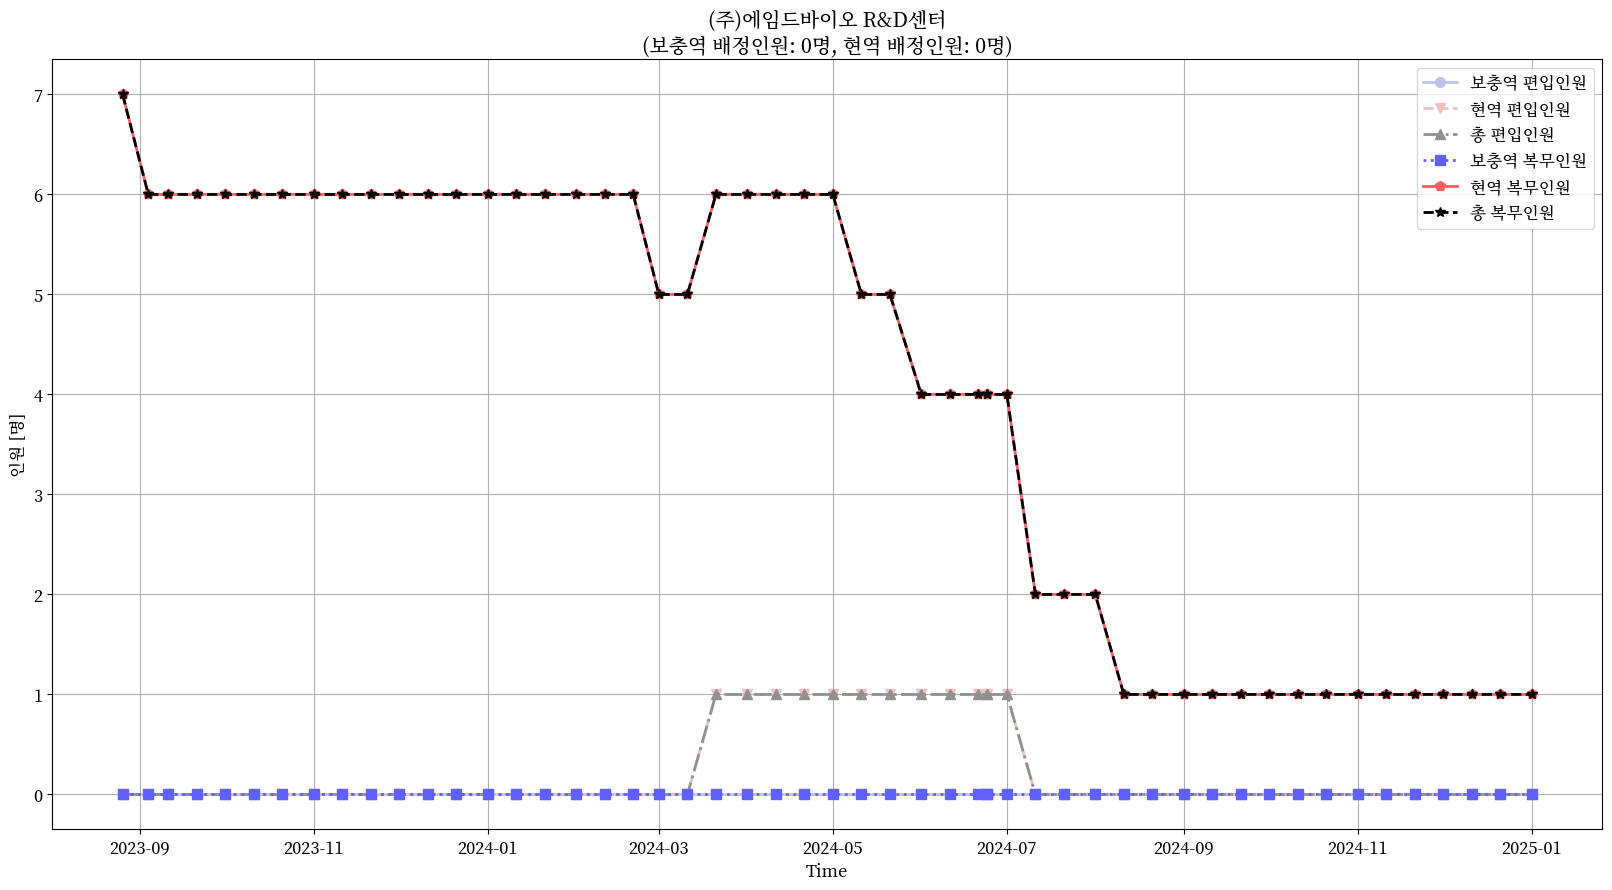 (주)에임드바이오 R&D센터
(보충역 배정인원: 0명, 현역 배정인원: 0명)
보충역 편입인원
현역 편입인원
총 편입인원
보충역 복무인원
현역 복무인원
총 복무인원
인원 [명]
7
6
5
4
3
2
1
0
2023-09 2023-11 2024-01 2024-03 2024-05 2024-07 2024-09 2024-11 2025-01
Time